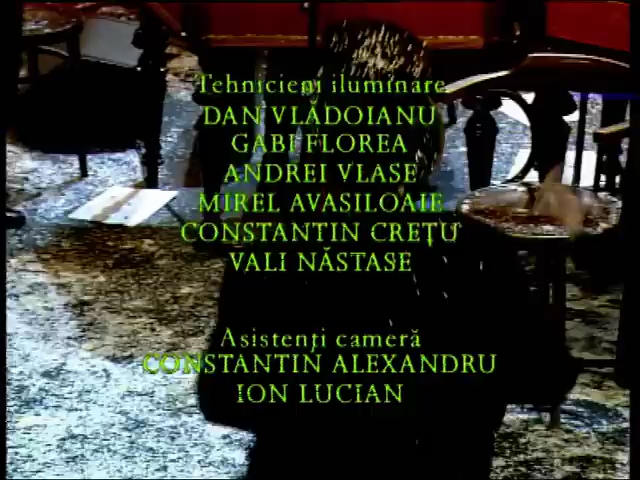 Tehnicieni iluminare
DAN VLĂDOIANU
GABI FLOREA
ANDREI VLASE
MIREL AVASILOAIE
CONSTANTIN CREȚU
VALI NĂSTASE
Asistenți cameră
CONSTANTIN ALEXANDRU
ION LUCIAN